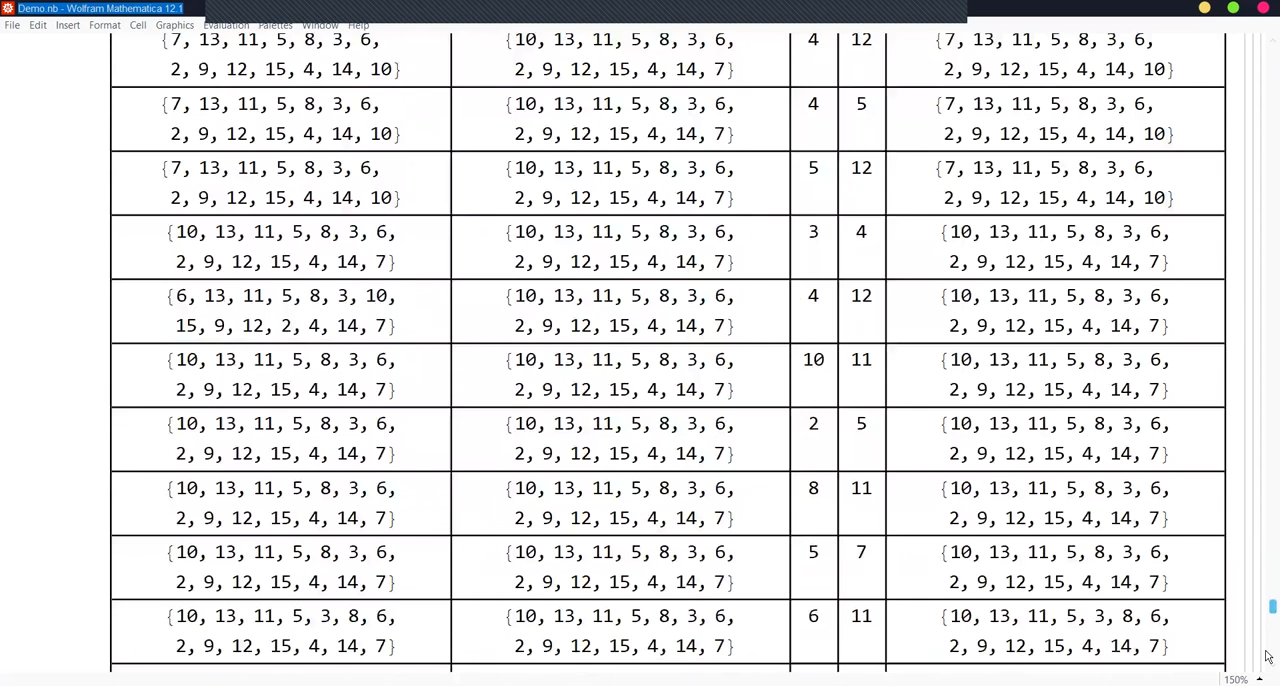 Demo.nb - Wolfram Mathematica 12.1
File Edit Insert Format Cell Graphics Evaluation Palettes Window Help
{7, 13, 11, 5, 8, 3, 6, {10, 13, 11, 5, 8, 3, 6, 4 12 {7, 13, 11, 5, 8, 3, 6,
2, 9, 12, 15, 4, 14, 10} 2, 9, 12, 15, 4, 14, 7} 2, 9, 12, 15, 4, 14, 10}
{7, 13, 11, 5, 8, 3, 6, {10, 13, 11, 5, 8, 3, 6, 4 5 {7, 13, 11, 5, 8, 3, 6,
2, 9, 12, 15, 4, 14, 10} 2, 9, 12, 15, 4, 14, 7} 2, 9, 12, 15, 4, 14, 10}
{7, 13, 11, 5, 8, 3, 6, {10, 13, 11, 5, 8, 3, 6, 5 12 {7, 13, 11, 5, 8, 3, 6,
2, 9, 12, 15, 4, 14, 10} 2, 9, 12, 15, 4, 14, 7} 2, 9, 12, 15, 4, 14, 10}
{10, 13, 11, 5, 8, 3, 6, {10, 13, 11, 5, 8, 3, 6, 3 4 {10, 13, 11, 5, 8, 3, 6,
2, 9, 12, 15, 4, 14, 7} 2, 9, 12, 15, 4, 14, 7} 2, 9, 12, 15, 4, 14, 7}
{6, 13, 11, 5, 8, 3, 10, {10, 13, 11, 5, 8, 3, 6, 4 12 {10, 13, 11, 5, 8, 3, 6,
15, 9, 12, 2, 4, 14, 7} 2, 9, 12, 15, 4, 14, 7} 2, 9, 12, 15, 4, 14, 7}
{10, 13, 11, 5, 8, 3, 6, {10, 13, 11, 5, 8, 3, 6, 10 11 {10, 13, 11, 5, 8, 3, 6,
2, 9, 12, 15, 4, 14, 7} 2, 9, 12, 15, 4, 14, 7} 2, 9, 12, 15, 4, 14, 7}
{10, 13, 11, 5, 8, 3, 6, {10, 13, 11, 5, 8, 3, 6, 2 5 {10, 13, 11, 5, 8, 3, 6,
2, 9, 12, 15, 4, 14, 7} 2, 9, 12, 15, 4, 14, 7} 2, 9, 12, 15, 4, 14, 7}
{10, 13, 11, 5, 8, 3, 6, {10, 13, 11, 5, 8, 3, 6, 8 11 {10, 13, 11, 5, 8, 3, 6,
2, 9, 12, 15, 4, 14, 7} 2, 9, 12, 15, 4, 14, 7} 2, 9, 12, 15, 4, 14, 7}
{10, 13, 11, 5, 8, 3, 6, {10, 13, 11, 5, 8, 3, 6, 5 7 {10, 13, 11, 5, 8, 3, 6,
2, 9, 12, 15, 4, 14, 7} 2, 9, 12, 15, 4, 14, 7} 2, 9, 12, 15, 4, 14, 7}
{10, 13, 11, 5, 3, 8, 6, {10, 13, 11, 5, 8, 3, 6, 6 11 {10, 13, 11, 5, 3, 8, 6,
2, 9, 12, 15, 4, 14, 7} 2, 9, 12, 15, 4, 14, 7} 2, 9, 12, 15, 4, 14, 7}
150%